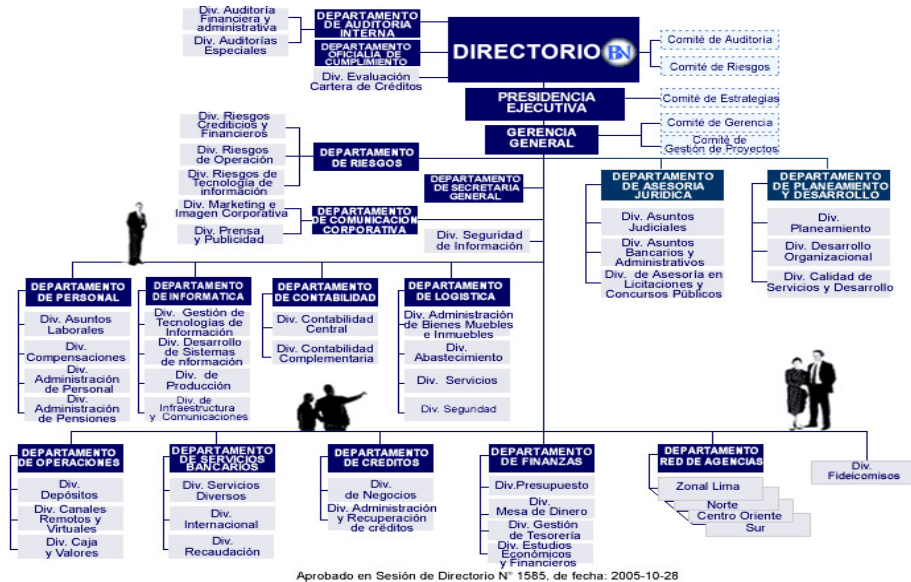 Div. Auditoría
Financiera y
administrativa
Div. Auditorías
Especiales
DEPARTAMENTO
DE AUDITORIA
INTERNA
DEPARTAMENTO
OFICIALIA DE
CUMPLIMIENTO
Div. Evaluación
Cartera de Créditos
DIRECTORIO BN
Comité de Auditoria
Comité de Riesgos
PRESIDENCIA
EJECUTIVA
Comité de Estrategias
GERENCIA
GENERAL
Comité de Gerencia
Comité de
Gestión de Proyectos
Div. Riesgos
Crediticios y
Financieros
Div. Riesgos
de Operación
Div. Riesgos de
Tecnología de
información
DEPARTAMENTO
DE RIESGOS
DEPARTAMENTO
DE SECRETARIA
GENERAL
Div. Marketing e
Imagen Corporativa
Div. Prensa
y Publicidad
DEPARTAMENTO
DE COMUNICACION
CORPORATIVA
Div. Seguridad
de Información
DEPARTAMENTO
DE ASESORIA
JURIDICA
Div. Asuntos
Judiciales
Div. Asuntos
Bancarios y
Administrativos
Div. de Asesoría en
Licitaciones y
Concursos Públicos
DEPARTAMENTO
DE PLANEAMIENTO
Y DESARROLLO
Div.
Planeamiento
Div. Desarrollo
Organizacional
Div. Calidad de
Servicios y Desarrollo
DEPARTAMENTO
DE PERSONAL
Div. Asuntos
Laborales
Div.
Compensaciones
Div.
Administración
de Personal
Div.
Administración
de Pensiones
DEPARTAMENTO
DE INFORMATICA
Div. Gestión de
Tecnologías de
Información
Div. Desarrollo
de Sistemas
de nformación
Div. de
Producción
Div. de
Infraestructura
y Comunicaciones
DEPARTAMENTO
DE CONTABILIDAD
Div. Contabilidad
Central
Div. Contabilidad
Complementaria
DEPARTAMENTO
DE LOGISTICA
Div. Administración
de Bienes Muebles e
Inmuebles
Div.
Abastecimiento
Div. Servicios
Div. Seguridad
DEPARTAMENTO
DE OPERACIONES
Div.
Depósitos
Div. Canales
Remotos y
Virtuales
Div. Caja
y Valores
DEPARTAMENTO
DE SERVICIOS
BANCARIOS
Div. Servicios
Diversos
Div.
Internacional
Div.
Recaudación
DEPARTAMENTO
DE CREDITOS
Div.
de Negocios
Div. Administración
y Recuperación
de créditos
DEPARTAMENTO
DE FINANZAS
Div.Presupuesto
Div.
Mesa de Dinero
Div. Gestión de
Tesorería
Div. Estudios
Económicos
y Financieros
DEPARTAMENTO
RED DE AGENCIAS
Zonal Lima
Norte
Centro Oriente
Sur
Div.
Fideicomisos
Aprobado en Sesión de Directorio N° 1585, de fecha: 2005-10-28